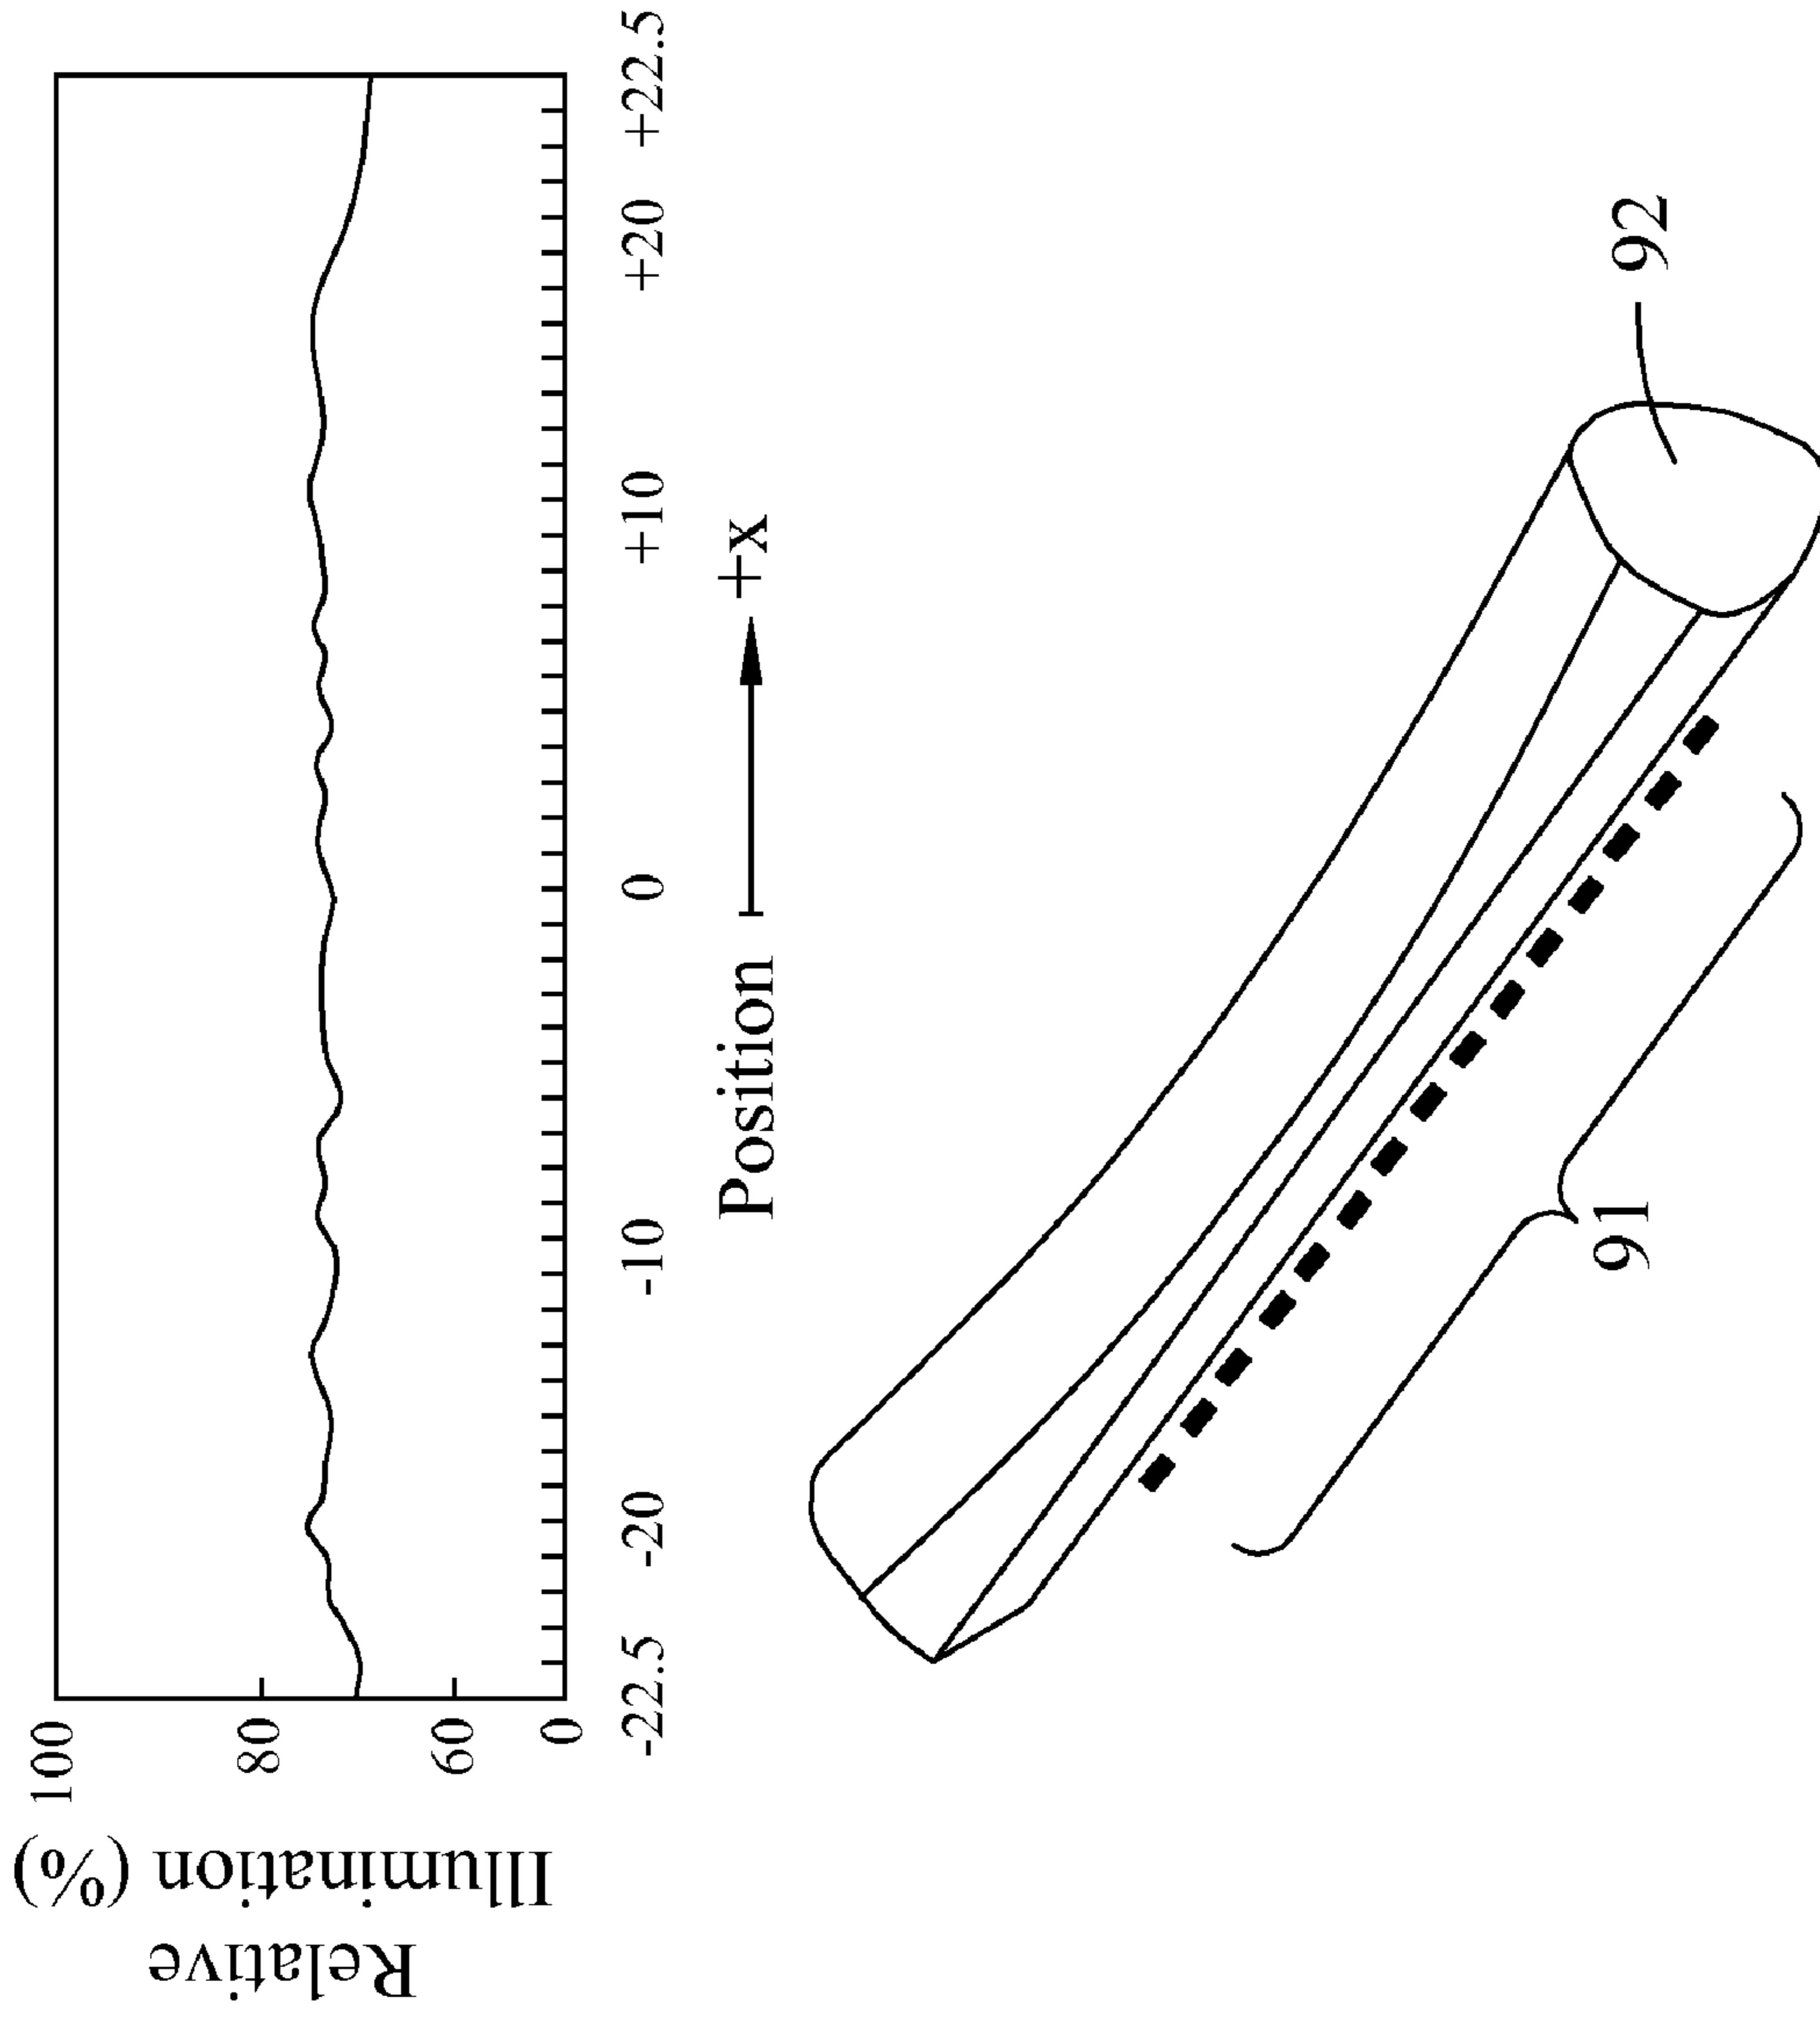 Relative
Illumination (%)
100
80
60
0
-22.5 -20 -10 0 +10 +20 +22.5
Position +x
91
92